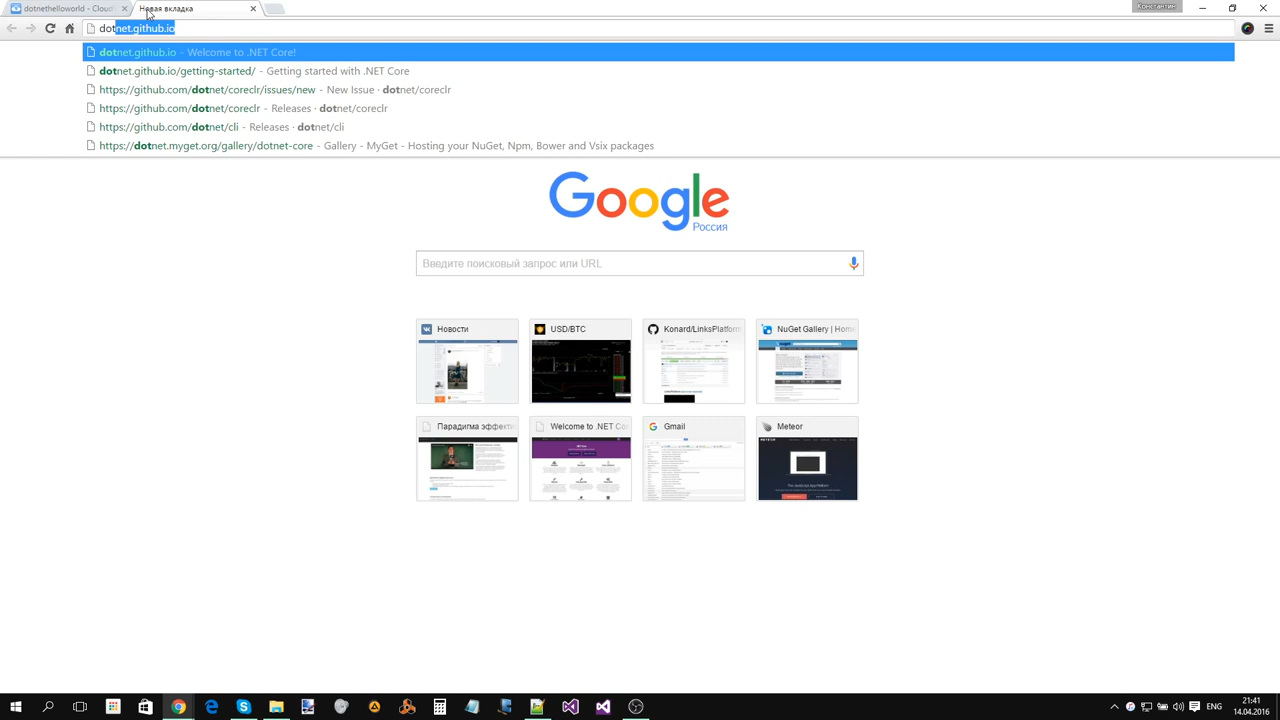 dotnethelloworld - Cloud
Новая вкладка
Константин
dotnet.github.io
dotnet.github.io - Welcome to .NET Core!
dotnet.github.io/getting-started/ - Getting started with .NET Core
https://github.com/dotnet/coreclr/issues/new - New Issue · dotnet/coreclr
https://github.com/dotnet/coreclr - Releases · dotnet/coreclr
https://github.com/dotnet/cli - Releases · dotnet/cli
https://dotnet.myget.org/gallery/dotnet-core - Gallery - MyGet - Hosting your NuGet, Npm, Bower and Vsix packages
Google
Россия
Введите поисковый запрос или URL
Новости
USD/BTC
Konard/LinksPlatform
NuGet Gallery | Home
Парадигма эффекти
Welcome to .NET Cor
Gmail
Meteor
ENG
21:41
14.04.2016